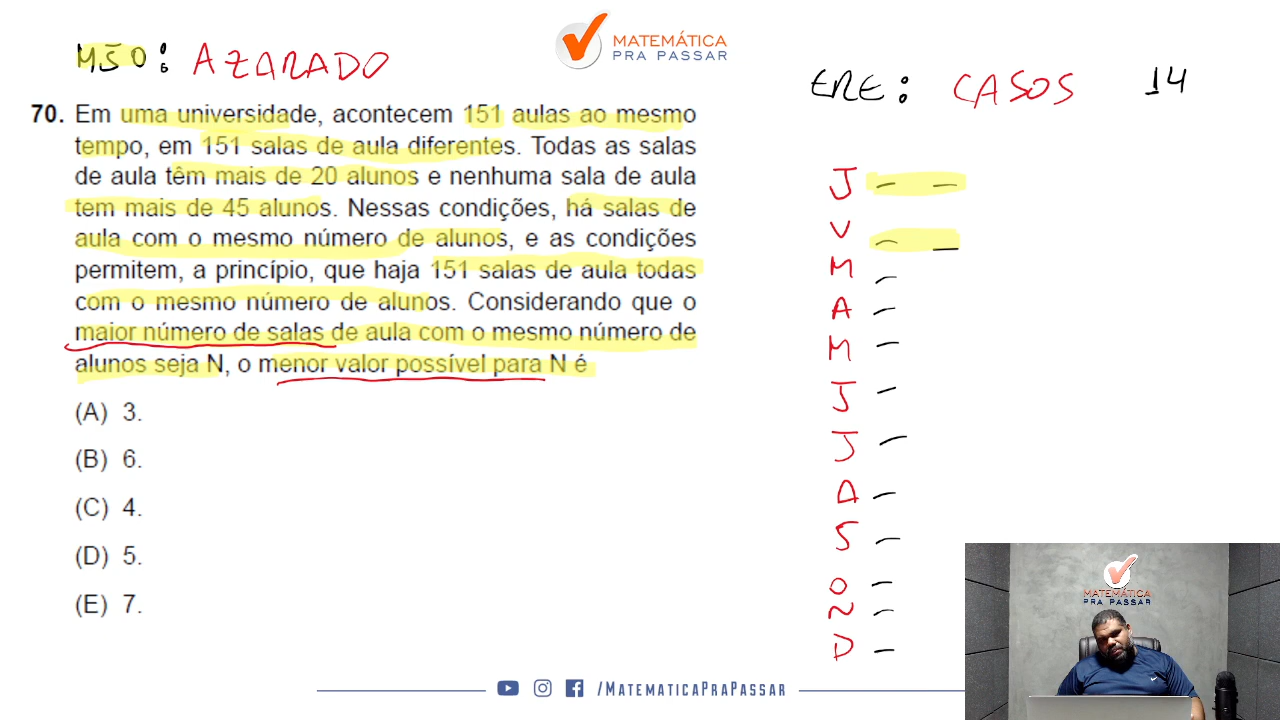 MÉTODO: AZARADO
MATEMÁTICA
PRA PASSAR
ERE: CASOS 14
70. Em uma universidade, acontecem 151 aulas ao mesmo
tempo, em 151 salas de aula diferentes. Todas as salas
de aula têm mais de 20 alunos e nenhuma sala de aula
tem mais de 45 alunos. Nessas condições, há salas de
aula com o mesmo número de alunos, e as condições
permitem, a princípio, que haja 151 salas de aula todas
com o mesmo número de alunos. Considerando que o
maior número de salas de aula com o mesmo número de
alunos seja N, o menor valor possível para N é
(A) 3.
(B) 6.
(C) 4.
(D) 5.
(E) 7.
J
V
M
A
M
J
J
A
S
O
N
D
MATEMÁTICA
PRA PASSAR
/MATEMATICAPRAPASSAR